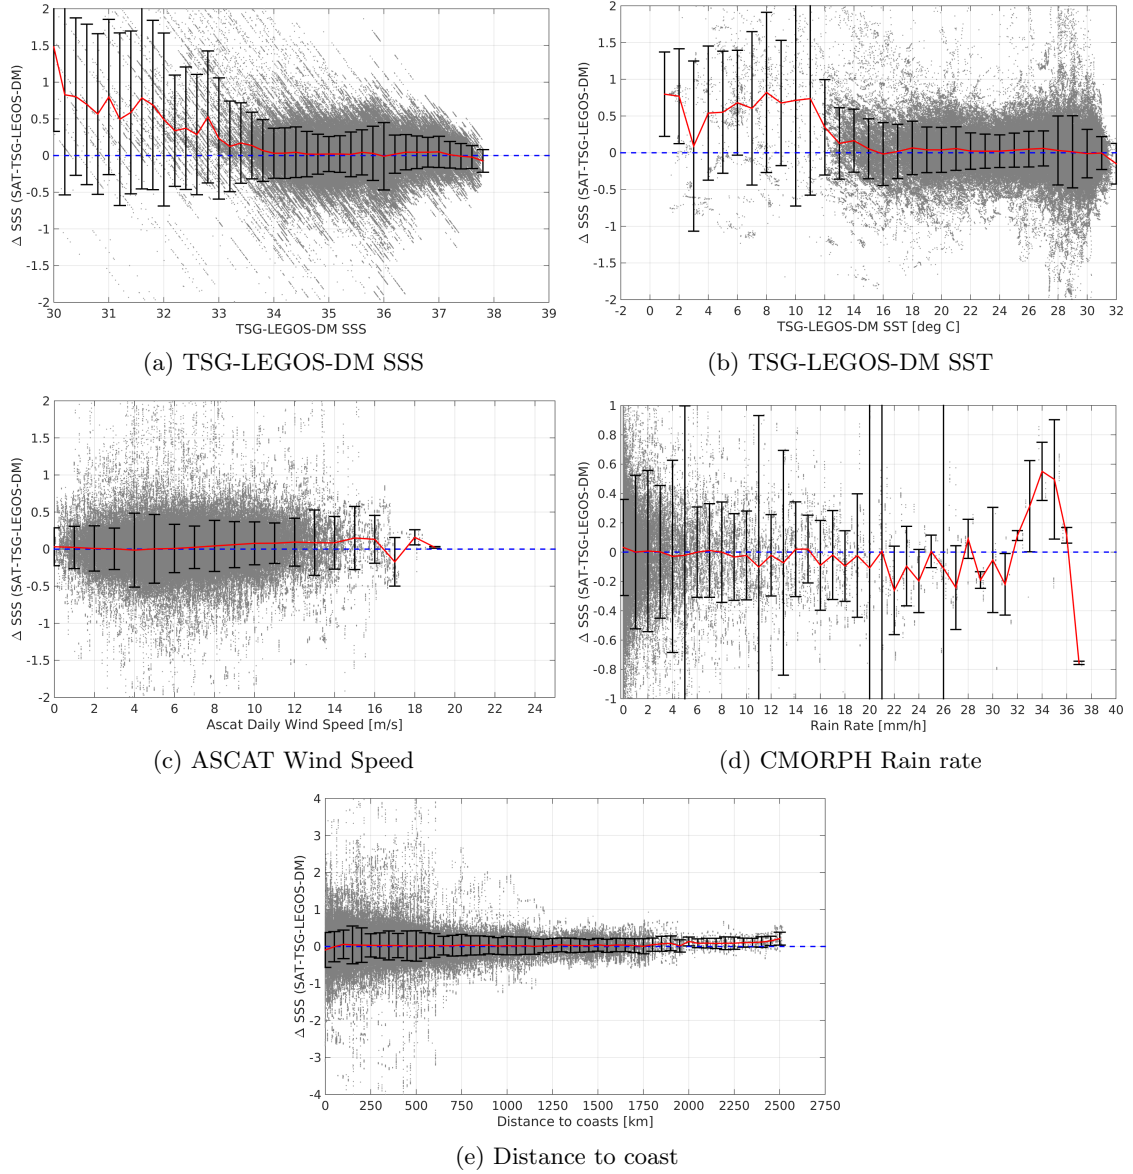 2
1.5
1
0.5
0
-0.5
-1
-1.5
-2
Δ SSS (SAT-TSG-LEGOS-DM)
30 31 32 33 34 35 36 37 38 39
TSG-LEGOS-DM SSS
(a) TSG-LEGOS-DM SSS
2
1.5
1
0.5
0
-0.5
-1
-1.5
-2
Δ SSS (SAT-TSG-LEGOS-DM)
-2 0 2 4 6 8 10 12 14 16 18 20 22 24 26 28 30 32
TSG-LEGOS-DM SST [deg C]
(b) TSG-LEGOS-DM SST
2
1.5
1
0.5
0
-0.5
-1
-1.5
-2
Δ SSS (SAT-TSG-LEGOS-DM)
0 2 4 6 8 10 12 14 16 18 20 22 24
Ascat Daily Wind Speed [m/s]
(c) ASCAT Wind Speed
1
0.8
0.6
0.4
0.2
0
-0.2
-0.4
-0.6
-0.8
-1
Δ SSS (SAT-TSG-LEGOS-DM)
0 2 4 6 8 10 12 14 16 18 20 22 24 26 28 30 32 34 36 38 40
Rain Rate [mm/h]
(d) CMORPH Rain rate
4
3
2
1
0
-1
-2
-3
-4
Δ SSS (SAT-TSG-LEGOS-DM)
0 250 500 750 1000 1250 1500 1750 2000 2250 2500 2750
Distance to coasts [km]
(e) Distance to coast